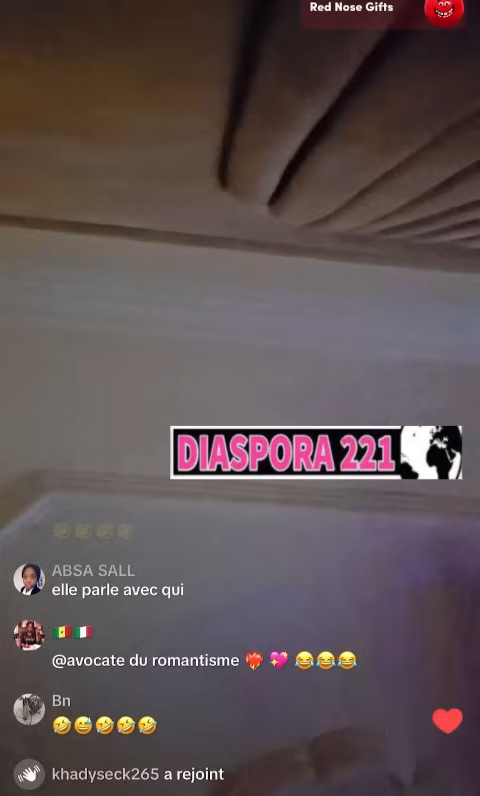 Red Nose Gifts
DIASPORA 221
ABSA SALL
elle parle avec qui
🇸🇳🇮🇹
@avocate du romantisme ❤️‍🔥 💖 😂😂😂
Bn
🤣😅🤣🤣🤣
khadyseck265 a rejoint